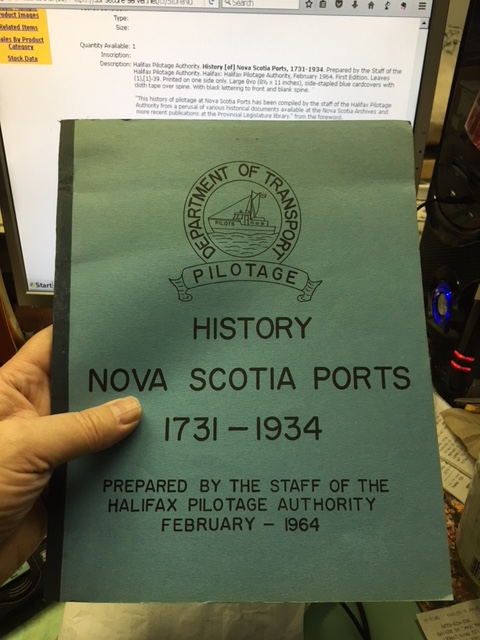 Product Images
Related Items
Sales By Product
Category
Stock Data
Search
Type:
Size:
Quantity Available: 1
Inscription:
Description: Halifax Pilotage Authority. History [of] Nova Scotia Ports, 1731-1934. Prepared by the Staff of the
Halifax Pilotage Authority. Halifax: Halifax Pilotage Authority, February 1964. First Edition. Leaves
(1),[1]-39. Printed on one side only. Large 8vo (8½ x 11 inches), side-stapled blue cardcovers with
cloth tape over spine. With black lettering to front and blank spine.
"This history of pilotage at Nova Scotia Ports has been compiled by the staff of the Halifax Pilotage
Authority from a perusal of various historical documents available at the Nova Scotia Archives and
more recent publications at the Provincial Legislature library." from the foreword.
Start
DEPARTMENT OF TRANSPORT
PILOTS
PILOTAGE
HISTORY
NOVA SCOTIA PORTS
1731-1934
PREPARED BY THE STAFF OF THE
HALIFAX PILOTAGE AUTHORITY
FEBRUARY - 1964